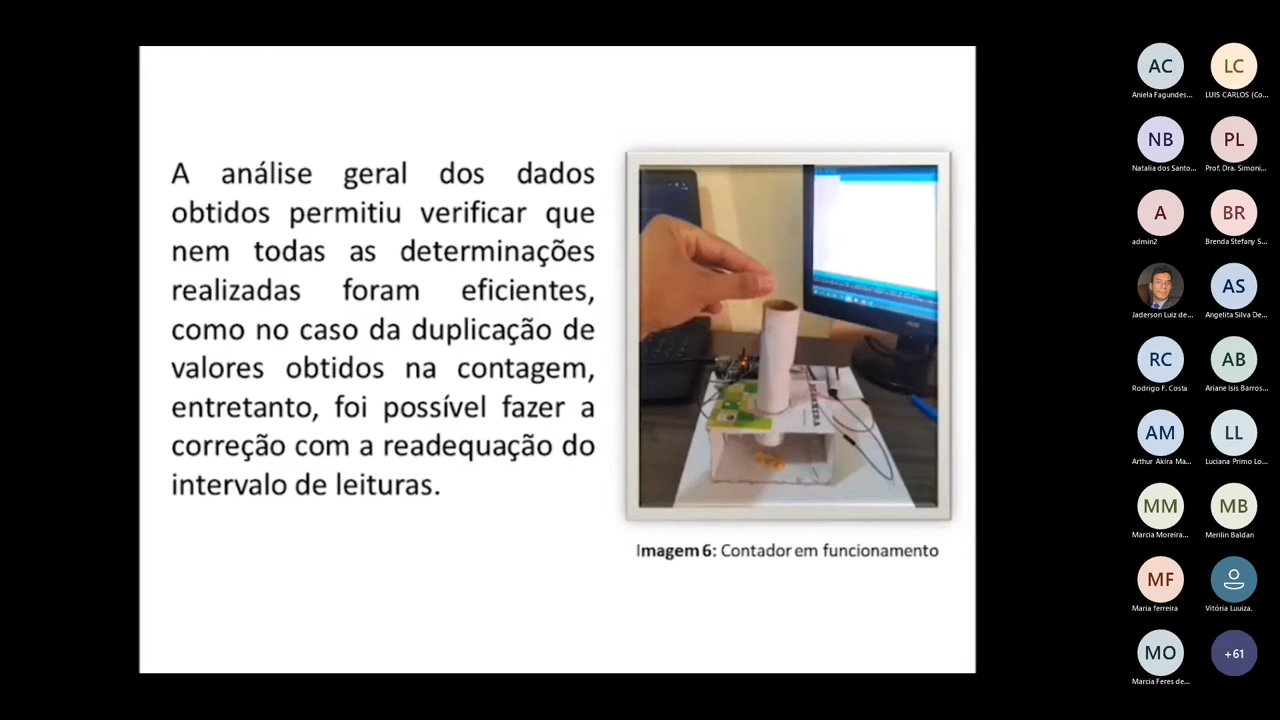 A análise geral dos dados
obtidos permitiu verificar que
nem todas as determinações
realizadas foram eficientes,
como no caso da duplicação de
valores obtidos na contagem,
entretanto, foi possível fazer a
correção com a readequação do
intervalo de leituras.
Imagem 6: Contador em funcionamento
AC
Aniela Fagundes...
LC
LUIS CARLOS (Co...
NB
Natalia dos Santo...
PL
Prof. Dra. Simoni...
A
admin2
BR
Brenda Stefany S...
Jaderson Luiz de...
AS
Angelita Silva De...
RC
Rodrigo F. Costa
AB
Ariane Isis Barros...
AM
Arthur Akira Ma...
LL
Luciana Primo Lo...
MM
Marcia Moreira...
MB
Merilin Baldan
MF
Maria ferreira
Vitória Luuiza.
MO
Marcia Feres de...
+61